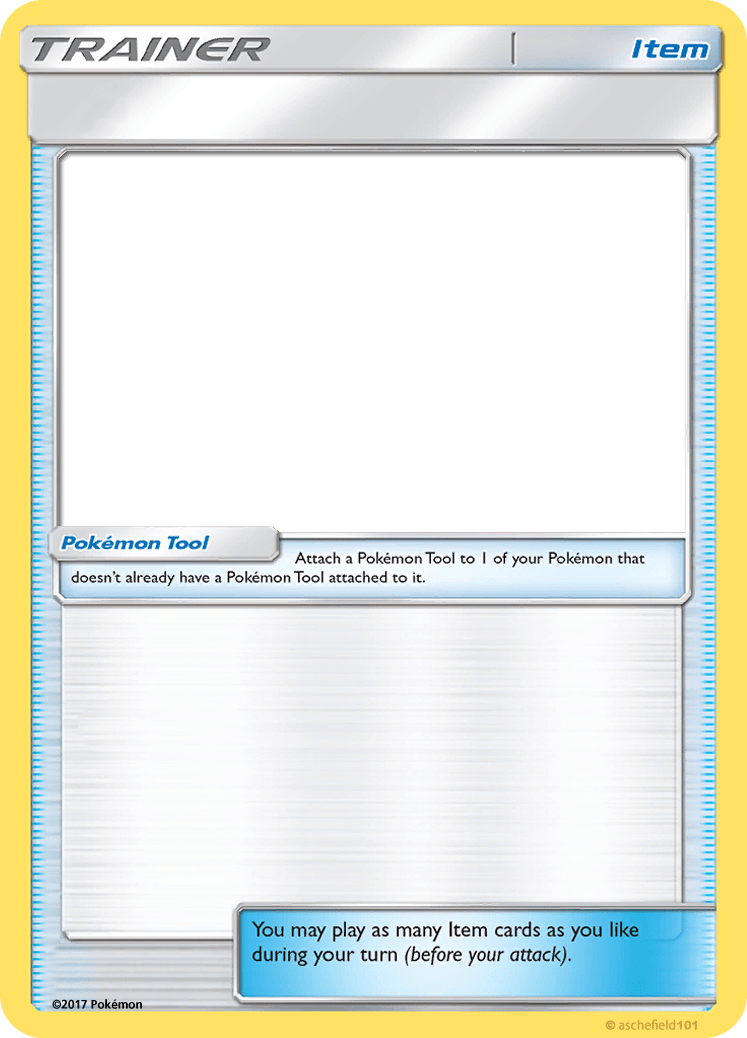 TRAINER Item
Pokémon Tool
Attach a Pokémon Tool to 1 of your Pokémon that
doesn't already have a Pokémon Tool attached to it.
You may play as many Item cards as you like
during your turn (before your attack).
©2017 Pokémon
© aschefield101